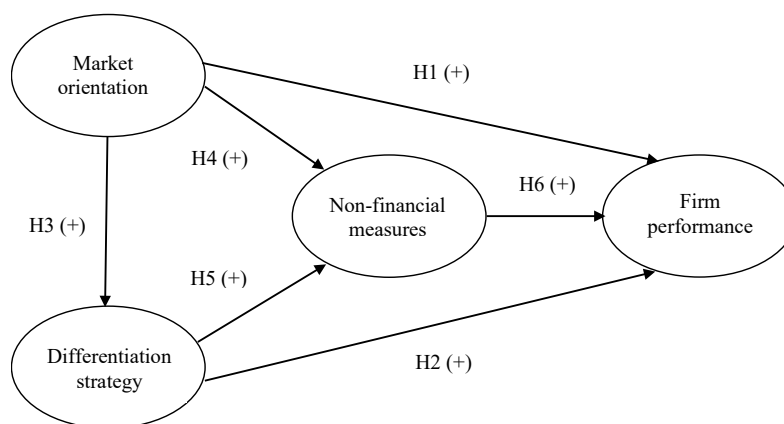 Market
orientation
H1 (+)
H4 (+)
Non-financial
measures
H6 (+)
Firm
performance
H3 (+)
H5 (+)
Differentiation
strategy
H2 (+)